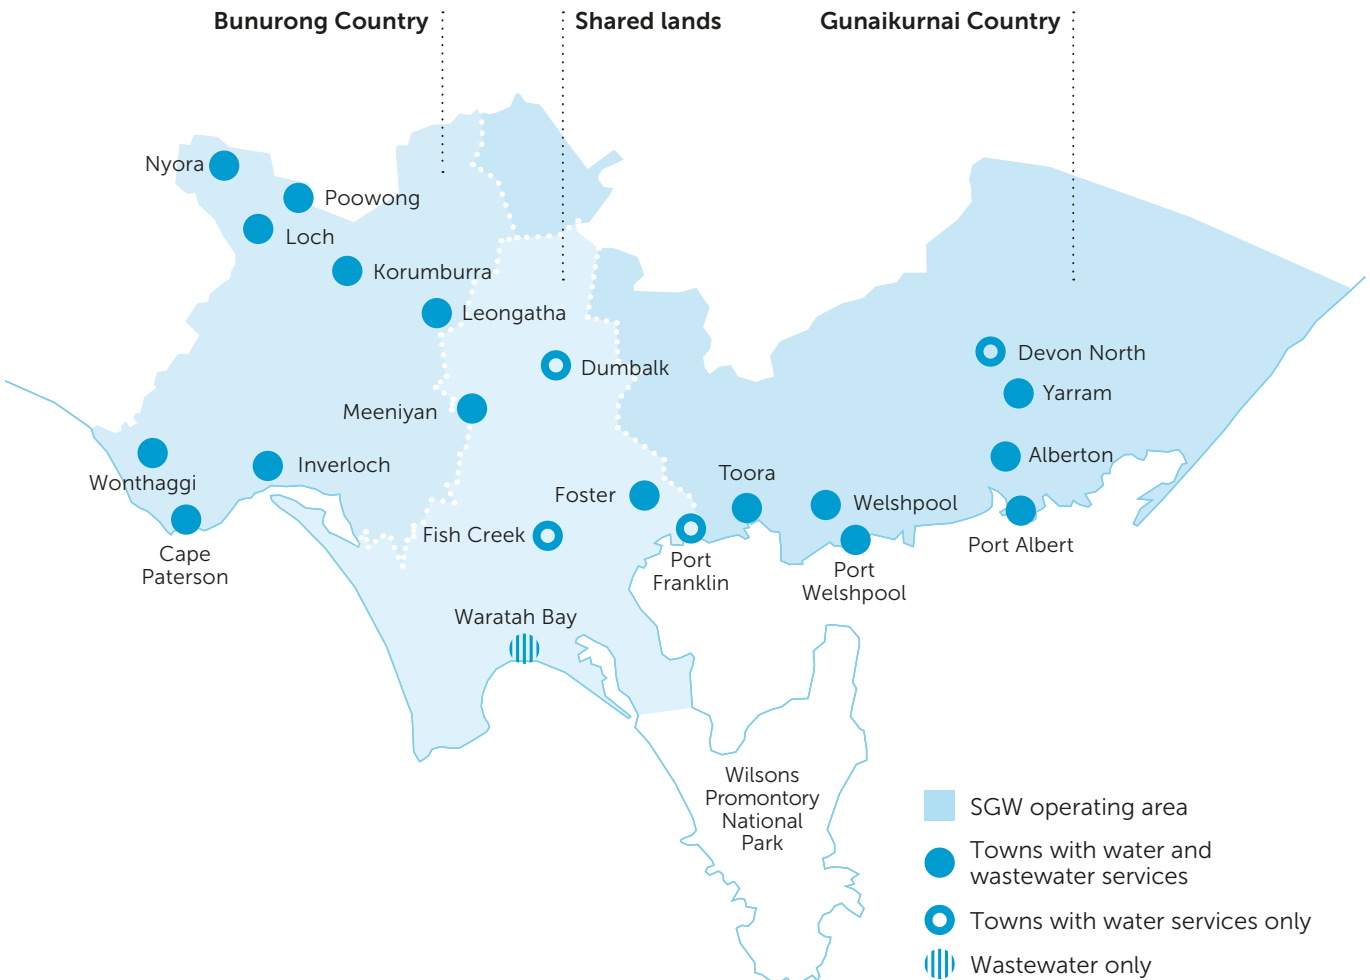 Bunurong Country
Shared lands
Gunaikurnai Country
Nyora
Poowong
Loch
Korumburra
Leongatha
Dumbalk
Devon North
Yarram
Meeniyan
Wonthaggi
Inverloch
Alberton
Toora
Foster
Welshpool
Fish Creek
Port Albert
Cape
Paterson
Port
Franklin
Port
Welshpool
Waratah Bay
Wilsons
Promontory
National
Park
SGW operating area
Towns with water and
wastewater services
Towns with water services only
Wastewater only